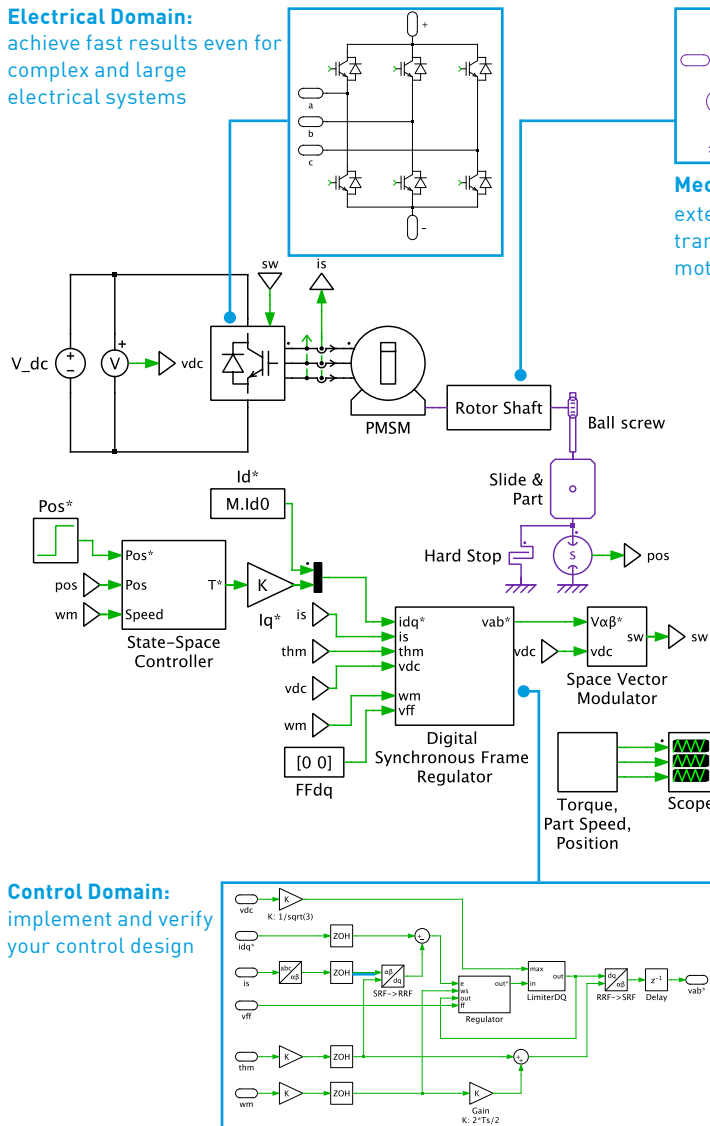 Electrical Domain:
achieve fast results even for
complex and large
electrical systems
+
a
b
c
-
Mec
exte
tran
mot
sw
is
V_dc
+
-
+
V
vdc
PMSM
Rotor Shaft
Ball screw
Slide &
Part
Hard Stop
S
pos
Id*
M.Id0
Pos*
Pos*
pos
Pos
T*
wm
Speed
State-Space
Controller
K
Iq*
is
thm
vdc
wm
idq*
is
thm
vdc
wm
vff
vab*
[0 0]
FFdq
Digital
Synchronous Frame
Regulator
vdc
Vαβ*
sw
vdc
sw
Space Vector
Modulator
Torque,
Part Speed,
Position
Scope
Control Domain:
implement and verify
your control design
vdc
K
K: 1/sqrt(3)
idq*
ZOH
+
-
is
abc
αβ
ZOH
αβ
dq
SRF->RRF
vff
e
ws
out
ff
out*
Regulator
max
in
out
LimiterDQ
dq
αβ
RRF->SRF
z⁻¹
Delay
vab*
thm
K
ZOH
+
+
wm
K
ZOH
K
Gain
K: 2*Ts/2